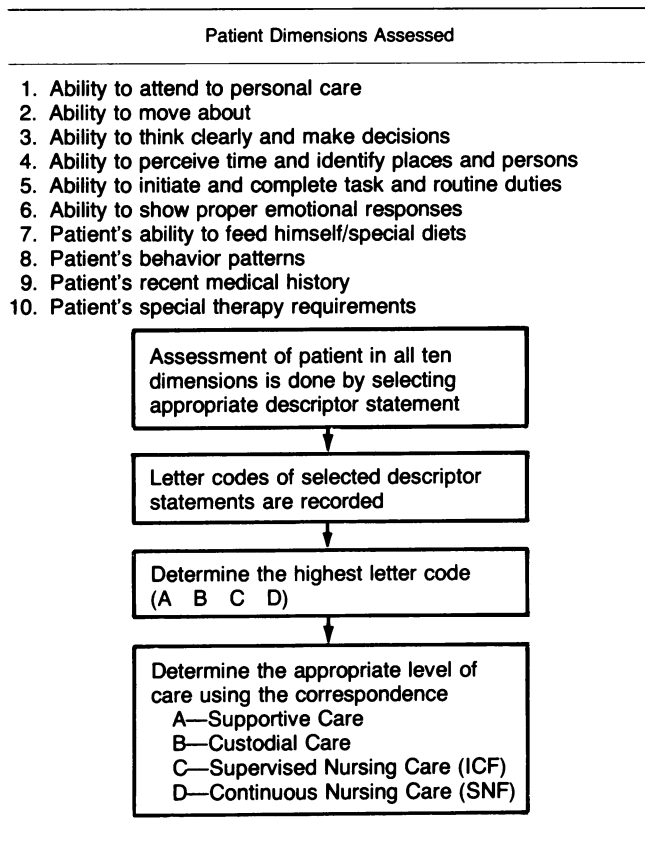 Patient Dimensions Assessed
1. Ability to attend to personal care
2. Ability to move about
3. Ability to think clearly and make decisions
4. Ability to perceive time and identify places and persons
5. Ability to initiate and complete task and routine duties
6. Ability to show proper emotional responses
7. Patient's ability to feed himself/special diets
8. Patient's behavior patterns
9. Patient's recent medical history
10. Patient's special therapy requirements
Assessment of patient in all ten
dimensions is done by selecting
appropriate descriptor statement
Letter codes of selected descriptor
statements are recorded
Determine the highest letter code
(A B C D)
Determine the appropriate level of
care using the correspondence
A—Supportive Care
B—Custodial Care
C—Supervised Nursing Care (ICF)
D—Continuous Nursing Care (SNF)